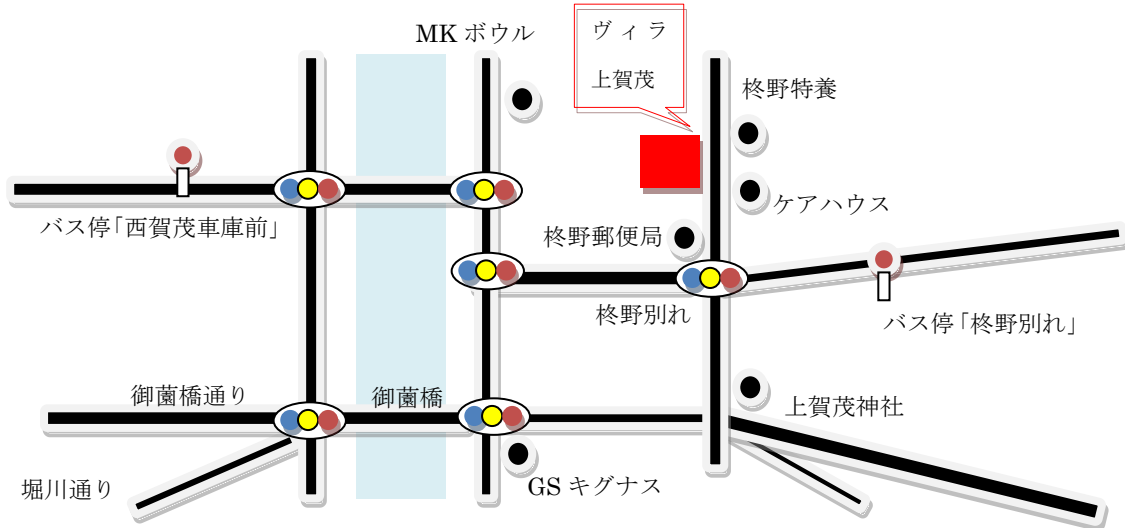 MK ボウル
ヴ ィ ラ
上賀茂
柊野特養
ケアハウス
バス停「西賀茂車庫前」
柊野郵便局
柊野別れ
バス停「柊野別れ」
御薗橋通り
御薗橋
上賀茂神社
堀川通り
GS キグナス